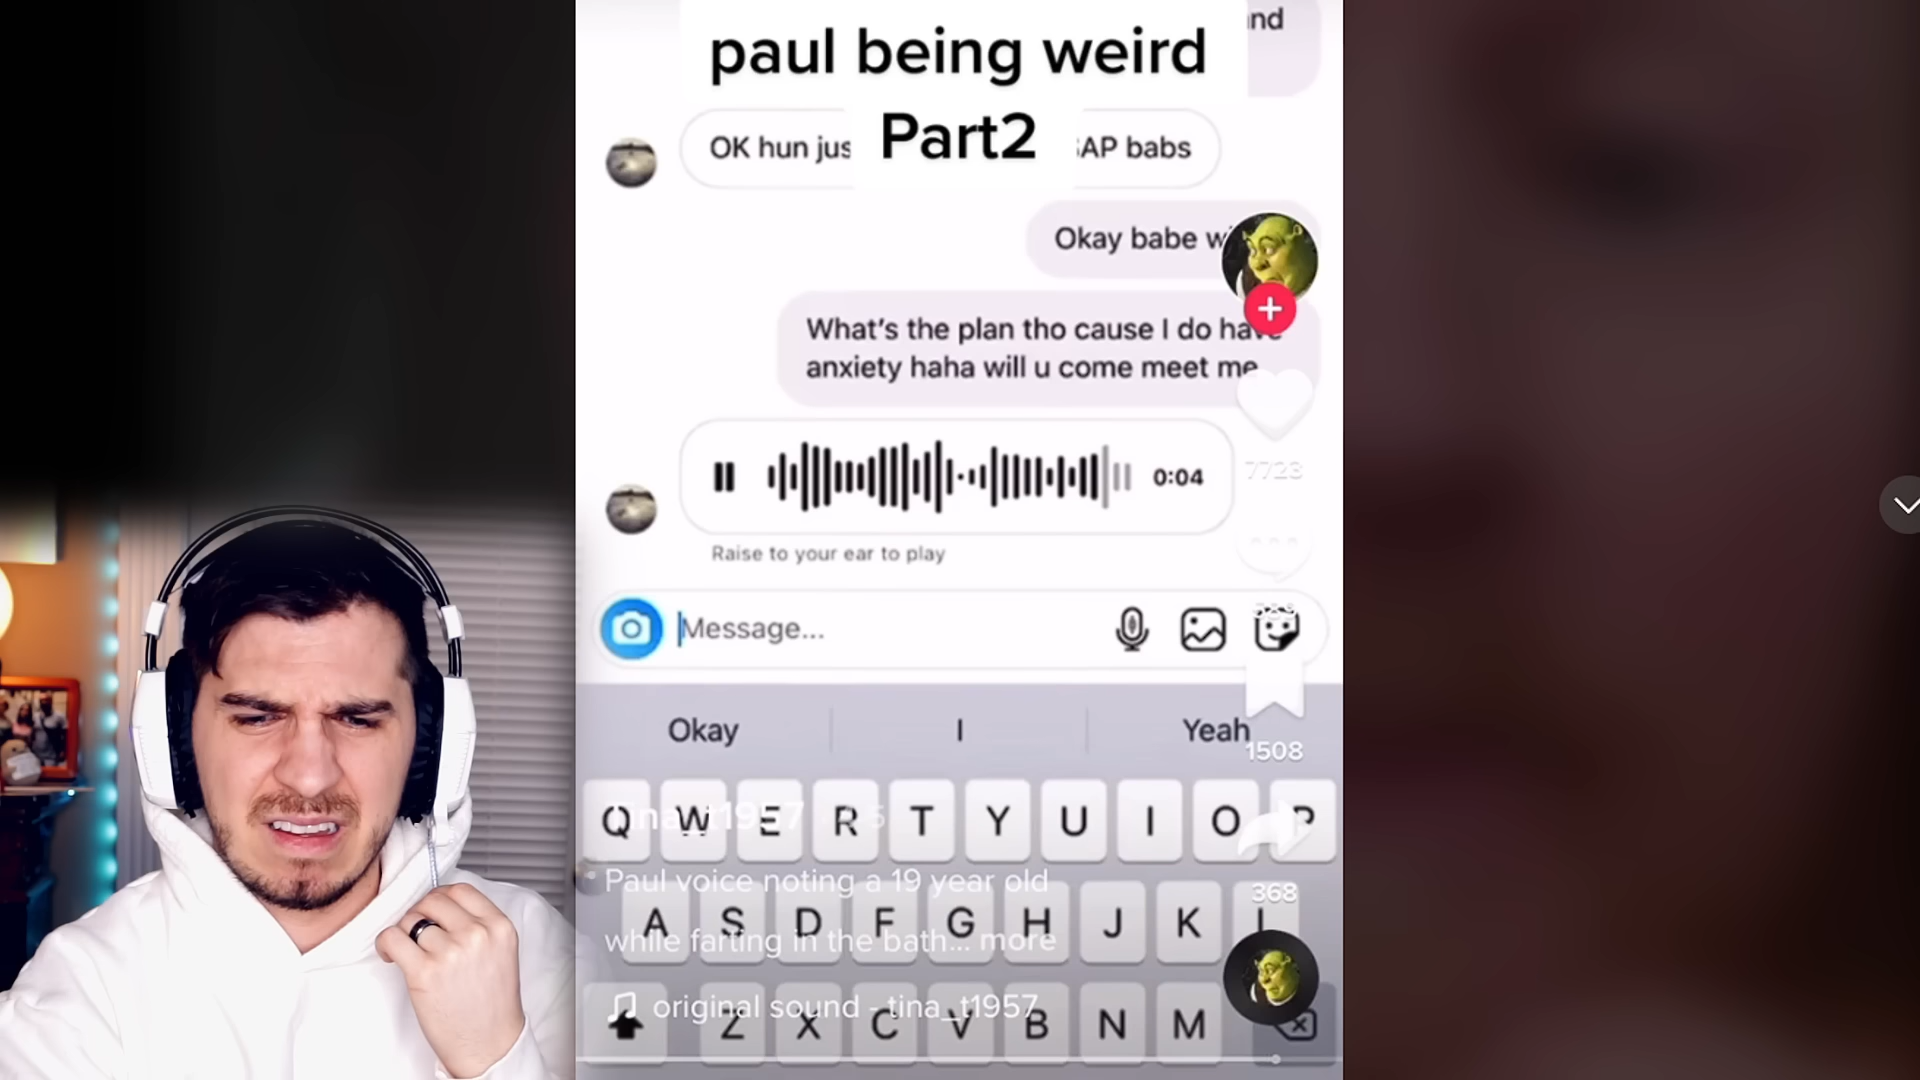 paul being weird
Part2
OK hun jus
AP babs
Okay babe w
What's the plan tho cause I do have
anxiety haha will u come meet me
0:04
7723
Raise to your ear to play
Message...
Okay
I
Yeah
1508
Q W E R T Y U I O P
tina_t1957
Paul voice noting a 19 year old
368
A S D F G H J K L
while farting in the bath... more
original sound - tina_t1957
Z X C V B N M